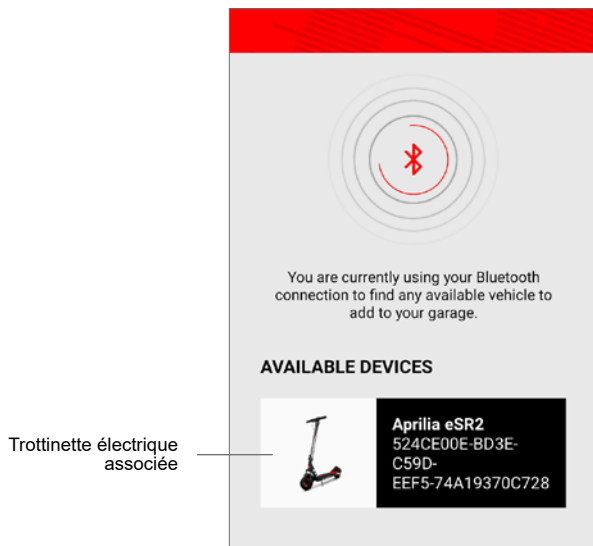 You are currently using your Bluetooth
connection to find any available vehicle to
add to your garage.
AVAILABLE DEVICES
Trottinette électrique
associée
Aprilia eSR2
524CE00E-BD3E-
C59D-
EEF5-74A19370C728